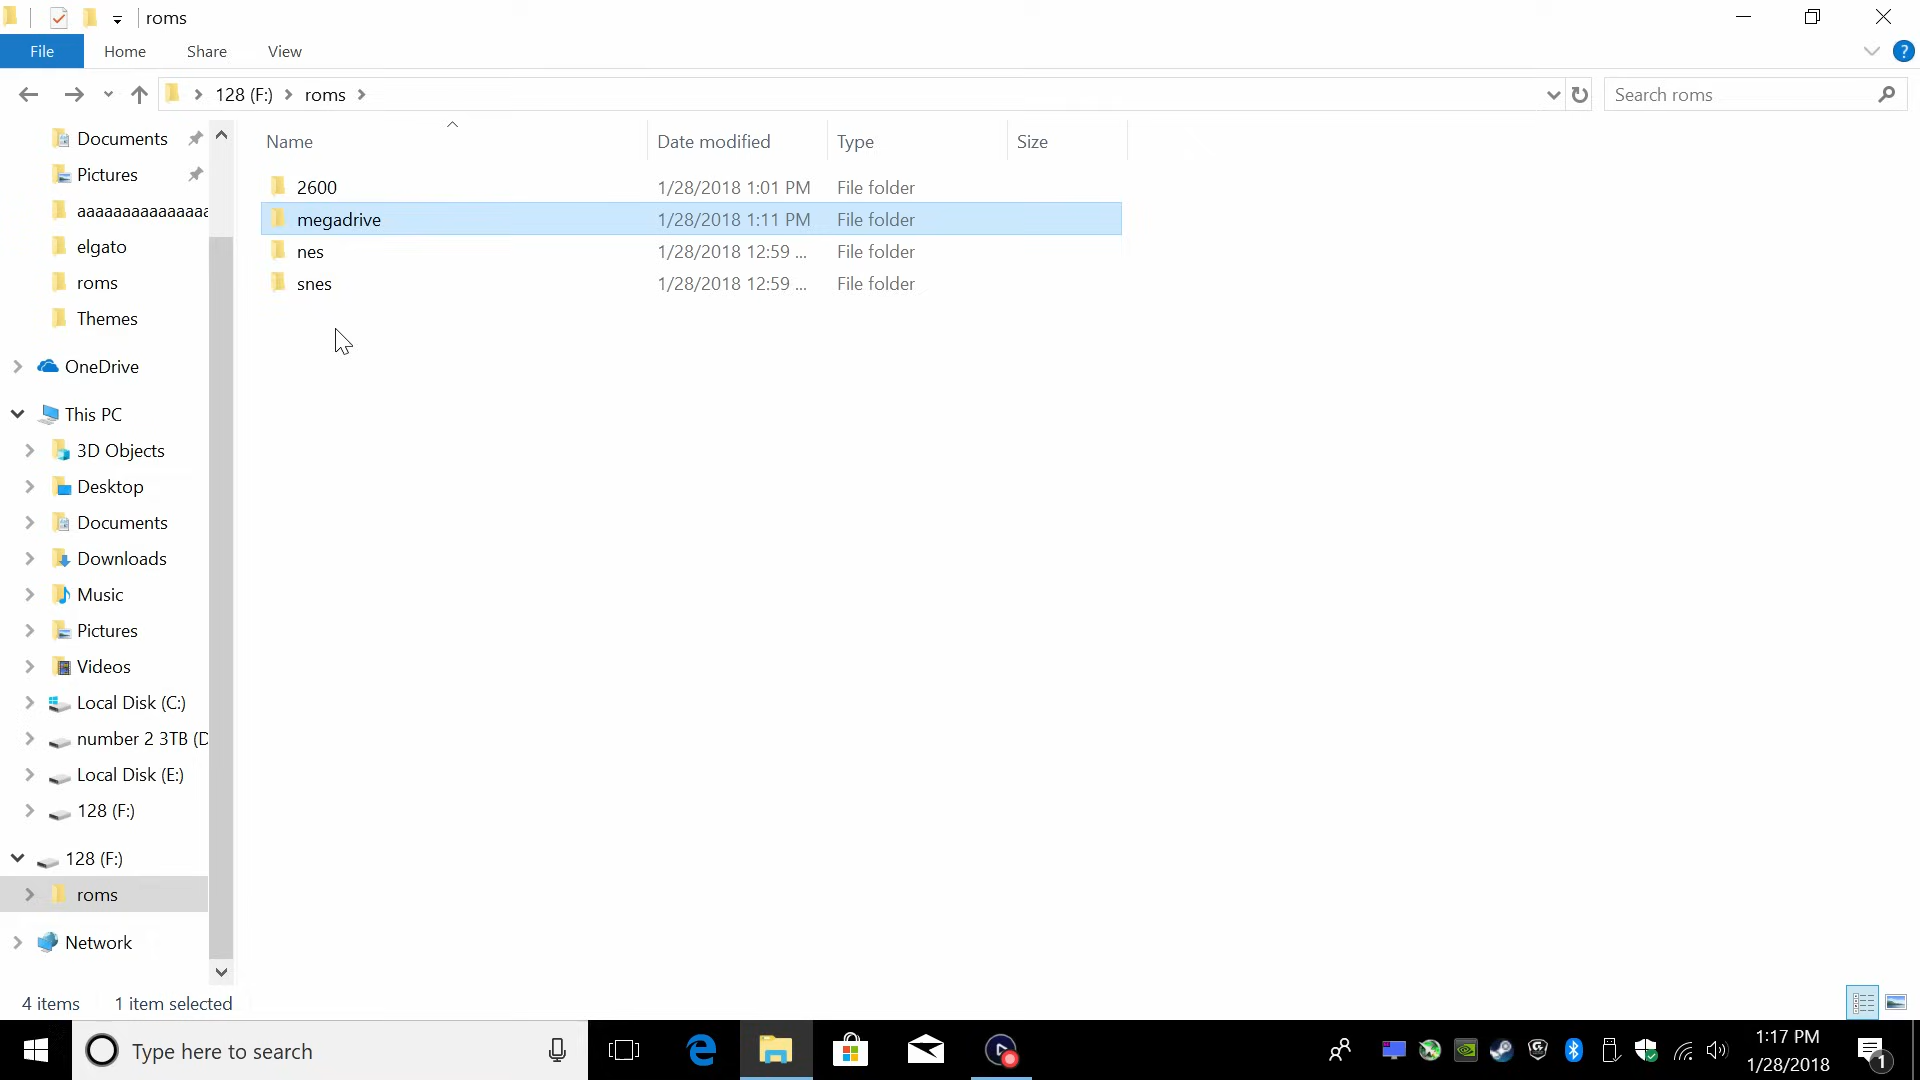 roms
File Home Share View
128 (F:) roms
Search roms
Name Date modified Type Size
2600 1/28/2018 1:01 PM File folder
megadrive 1/28/2018 1:11 PM File folder
nes 1/28/2018 12:59 ... File folder
snes 1/28/2018 12:59 ... File folder
Documents
Pictures
aaaaaaaaaaaaaaa
elgato
roms
Themes
OneDrive
This PC
3D Objects
Desktop
Documents
Downloads
Music
Pictures
Videos
Local Disk (C:)
number 2 3TB (D
Local Disk (E:)
128 (F:)
128 (F:)
roms
Network
4 items 1 item selected
Type here to search
1:17 PM
1/28/2018
1